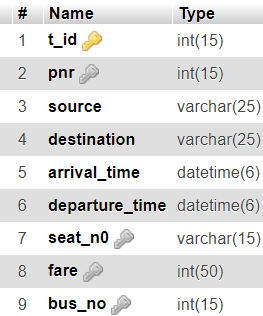 # Name Type
1 t_id int(15)
2 pnr int(15)
3 source varchar(25)
4 destination varchar(25)
5 arrival_time datetime(6)
6 departure_time datetime(6)
7 seat_n0 varchar(15)
8 fare int(50)
9 bus_no int(15)